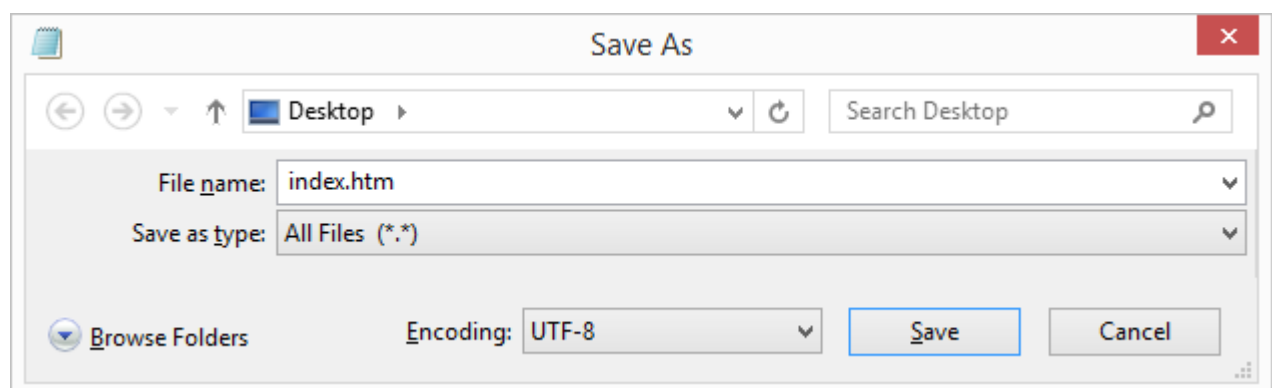 Save As
Desktop
Search Desktop
File name: index.htm
Save as type: All Files (*.*)
Browse Folders Encoding: UTF-8 Save Cancel